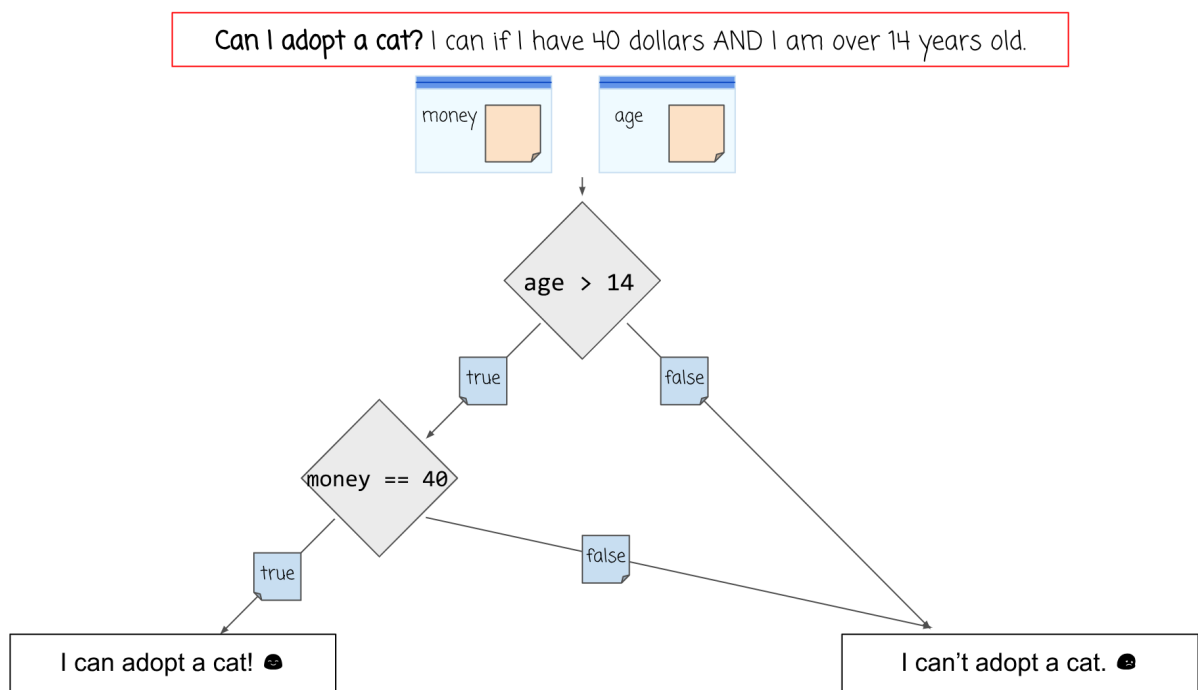 Can I adopt a cat? I can if I have 40 dollars AND I am over 14 years old.
money
age
age > 14
true
false
money == 40
false
true
I can adopt a cat!
I can’t adopt a cat.